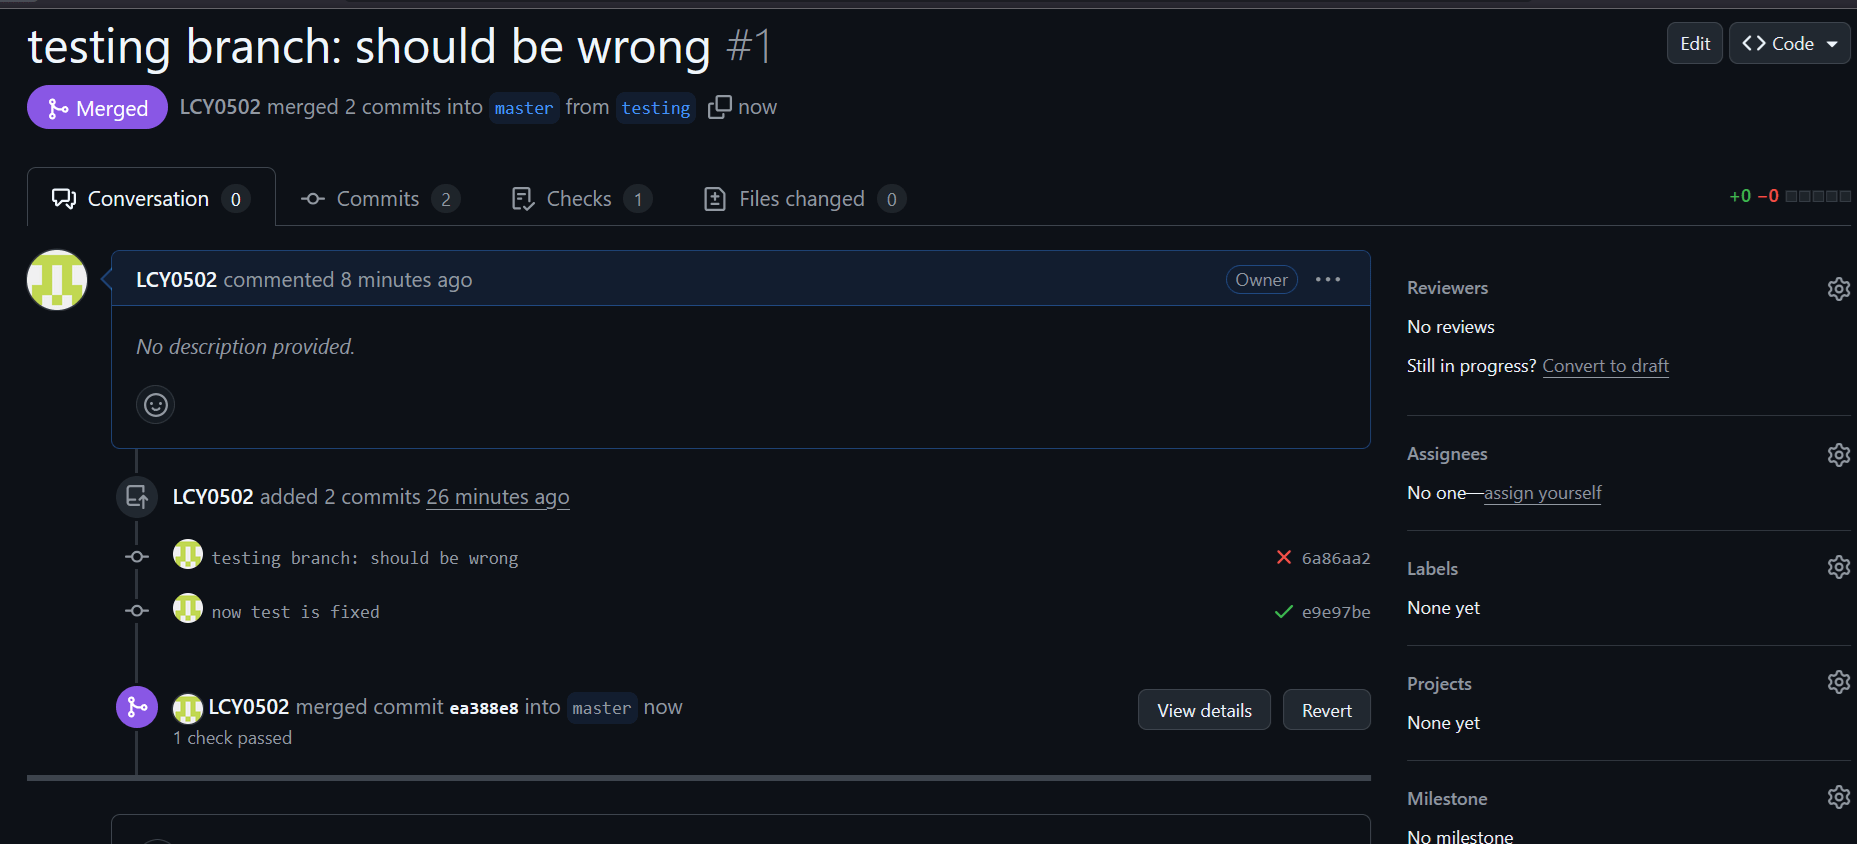 testing branch: should be wrong #1
Edit
Code
Merged
LCY0502 merged 2 commits into master from testing now
Conversation 0
Commits 2
Checks 1
Files changed 0
+0 −0
LCY0502 commented 8 minutes ago
Owner
No description provided.
LCY0502 added 2 commits 26 minutes ago
testing branch: should be wrong
6a86aa2
now test is fixed
e9e97be
LCY0502 merged commit ea388e8 into master now
1 check passed
View details
Revert
Reviewers
No reviews
Still in progress? Convert to draft
Assignees
No one—assign yourself
Labels
None yet
Projects
None yet
Milestone
No milestone